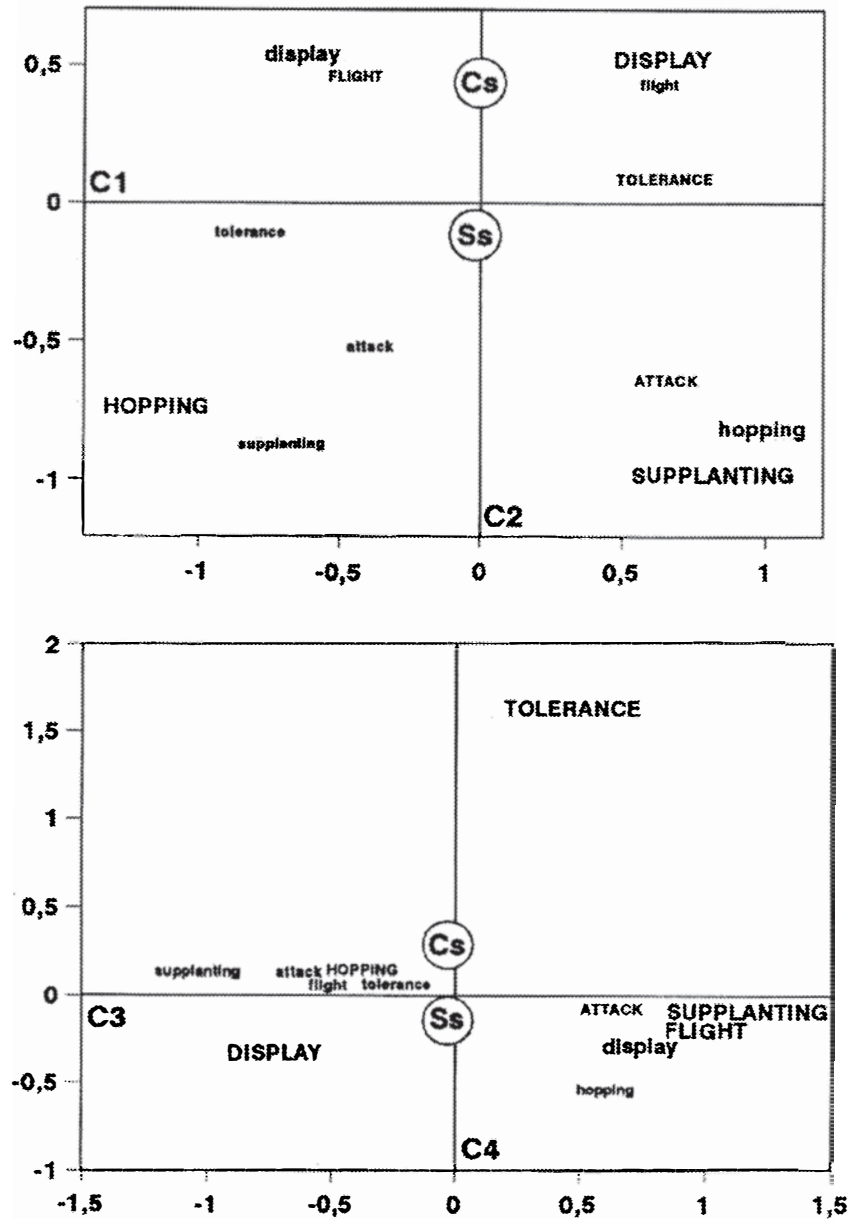 display
DISPLAY
0,5
FLIGHT
Cs
flight
C1
TOLERANCE
0
tolerance
Ss
-0,5
attack
ATTACK
HOPPING
hopping
supplanting
-1
SUPPLANTING
C2
-1 -0,5 0 0,5 1
2
TOLERANCE
1,5
1
0,5
Cs
supplanting attack HOPPING
flight tolerance
0
C3
Ss
ATTACK SUPPLANTING
FLIGHT
DISPLAY
display
-0,5
hopping
C4
-1
-1,5 -1 -0,5 0 0,5 1 1,5